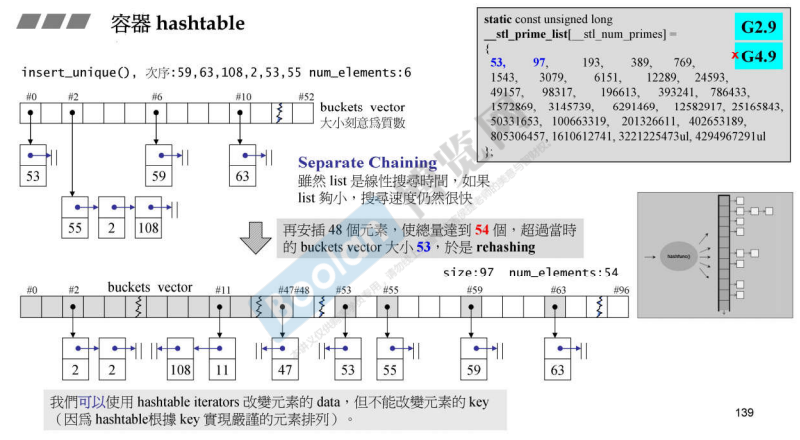 容器 hashtable
static const unsigned long
__stl_prime_list[__stl_num_primes] =
{
53, 97, 193, 389, 769,
1543, 3079, 6151, 12289, 24593,
49157, 98317, 196613, 393241, 786433,
1572869, 3145739, 6291469, 12582917, 25165843,
50331653, 100663319, 201326611, 402653189,
805306457, 1610612741, 3221225473ul, 4294967291ul
};
G2.9
x G4.9
insert_unique(), 次序:59,63,108,2,53,55 num_elements:6
#0 #2 #6 #10 #52
buckets vector
大小刻意為質數
53 59 63
55 2 108
Separate Chaining
雖然 list 是線性搜尋時間，如果
list 夠小，搜尋速度仍然很快
再安插 48 個元素，使總量達到 54 個，超過當時
的 buckets vector 大小 53，於是 rehashing
hashfunc()
size:97 num_elements:54
buckets vector
#0 #2 #11 #47 #48 #53 #55 #59 #63 #96
2 2 108 11 47 53 55 59 63
我們可以使用 hashtable iterators 改變元素的 data，但不能改變元素的 key
（因為 hashtable根據 key 實現嚴謹的元素排列）。
139
Boolan 博览网